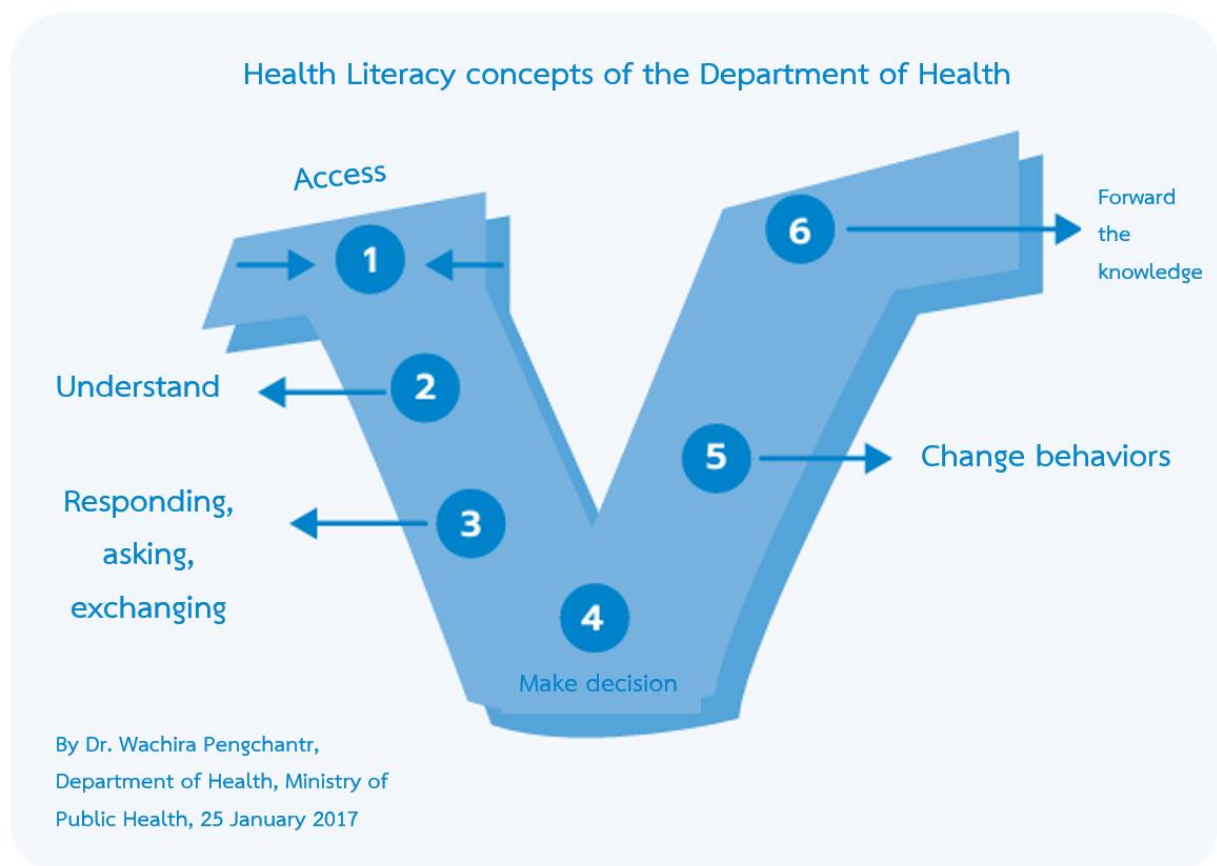 Health Literacy concepts of the Department of Health
Access
1
2
Understand
3
Responding,
asking,
exchanging
4
Make decision
5
Change behaviors
6
Forward
the
knowledge
By Dr. Wachira Pengchantr,
Department of Health, Ministry of
Public Health, 25 January 2017